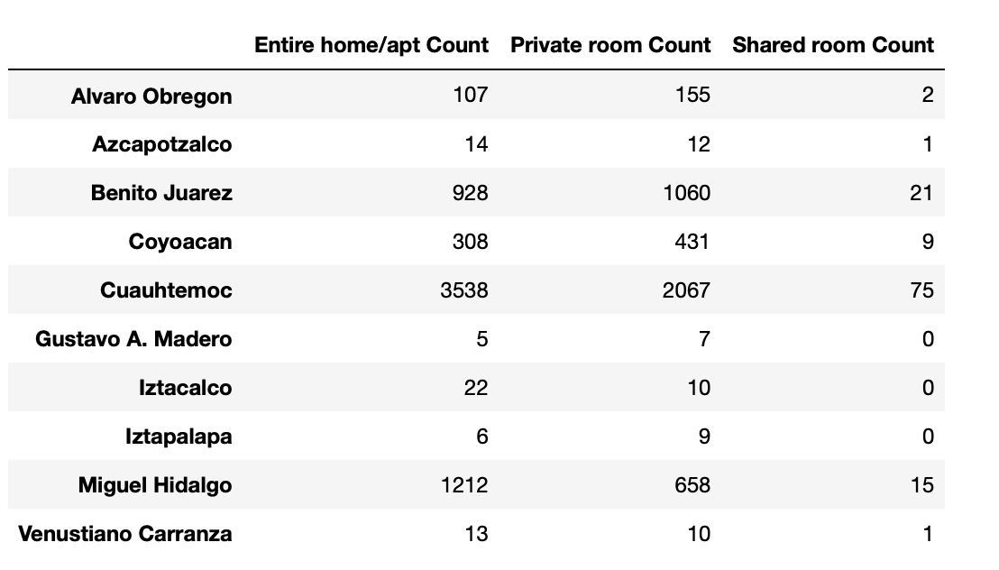 Entire home/apt Count Private room Count Shared room Count
Alvaro Obregon 107 155 2
Azcapotzalco 14 12 1
Benito Juarez 928 1060 21
Coyoacan 308 431 9
Cuauhtemoc 3538 2067 75
Gustavo A. Madero 5 7 0
Iztacalco 22 10 0
Iztapalapa 6 9 0
Miguel Hidalgo 1212 658 15
Venustiano Carranza 13 10 1